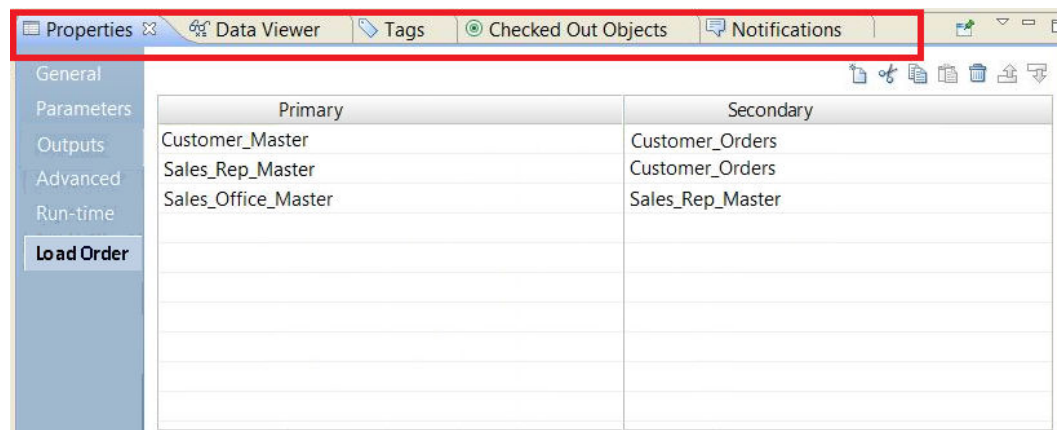 Properties Data Viewer Tags Checked Out Objects Notifications
General
Parameters
Outputs
Advanced
Run-time
Load Order
Primary Secondary
Customer_Master Customer_Orders
Sales_Rep_Master Customer_Orders
Sales_Office_Master Sales_Rep_Master